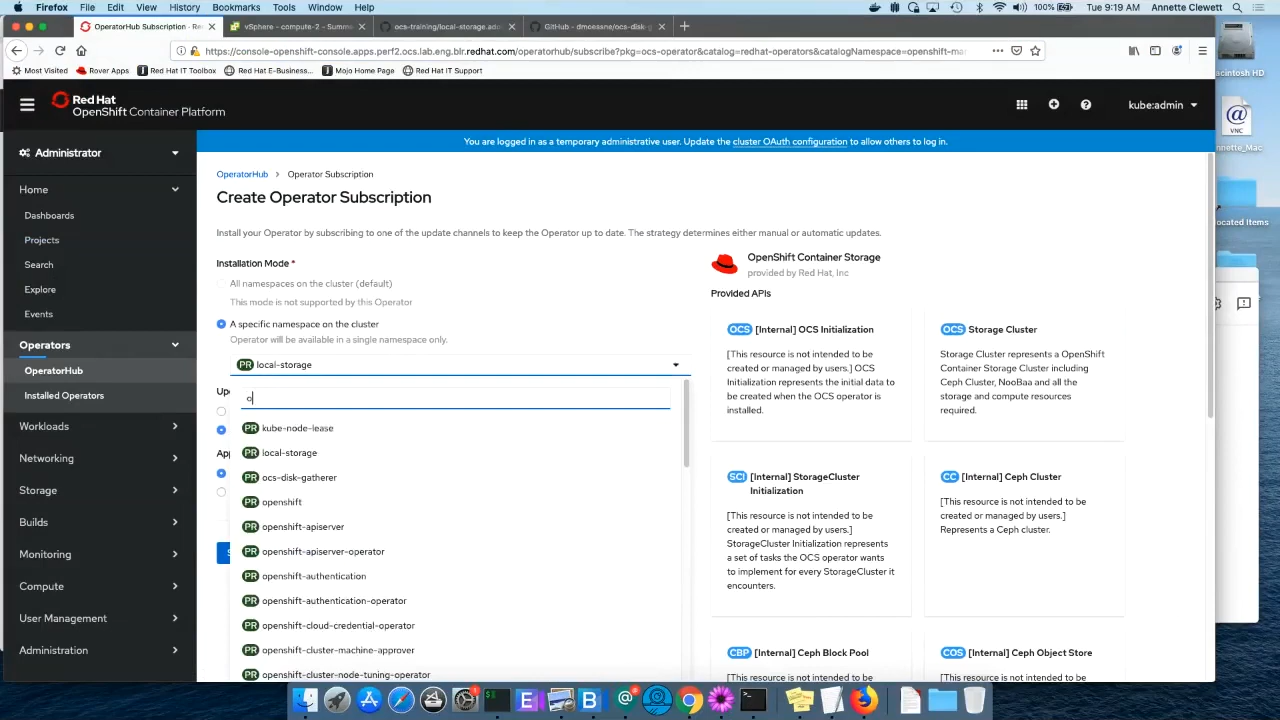 Firefox File Edit View History Bookmarks Tools Window Help
100%
Tue 9:19 AM Annette Clewett
OperatorHub Subscription · Red Hat
vSphere - compute-2 - Summar
ocs-training/local-storage.adoc
GitHub - dmoessne/ocs-disk-g
https://console-openshift-console.apps.perf2.ocs.lab.eng.blr.redhat.com/operatorhub/subscribe?pkg=ocs-operator&catalog=redhat-operators&catalogNamespace=openshift-mar
Most Visited Rover Apps Red Hat IT Toolbox Red Hat E-Business... Mojo Home Page Red Hat IT Support
Red Hat
OpenShift Container Platform
kube:admin
Administrator
You are logged in as a temporary administrative user. Update the cluster OAuth configuration to allow others to log in.
Home
Dashboards
Projects
Search
Explore
Events
Operators
OperatorHub
Installed Operators
Workloads
Networking
Storage
Builds
Monitoring
Compute
User Management
Administration
OperatorHub > Operator Subscription
Create Operator Subscription
Install your Operator by subscribing to one of the update channels to keep the Operator up to date. The strategy determines either manual or automatic updates.
Installation Mode *
All namespaces on the cluster (default)
This mode is not supported by this Operator
A specific namespace on the cluster
Operator will be available in a single namespace only.
PR local-storage
Up
Ap
S
o
PR kube-node-lease
PR local-storage
PR ocs-disk-gatherer
PR openshift
PR openshift-apiserver
PR openshift-apiserver-operator
PR openshift-authentication
PR openshift-authentication-operator
PR openshift-cloud-credential-operator
PR openshift-cluster-machine-approver
PR openshift-cluster-node-tuning-operator
OpenShift Container Storage
provided by Red Hat, Inc
Provided APIs
OCS [Internal] OCS Initialization
[This resource is not intended to
be created or managed by users.] OCS
Initialization represents the initial data to
be created when the OCS operator is
installed.
OCS Storage Cluster
Storage Cluster represents a OpenShift
Container Storage Cluster including
Ceph Cluster, NooBaa and all the
storage and compute resources
required.
SCI [Internal] StorageCluster
Initialization
[This resource is not intended to be
created or managed by users.]
StorageCluster Initialization represents
a set of tasks the OCS operator wants
to implement for every StorageCluster it
encounters.
CC [Internal] Ceph Cluster
[This resource is not intended to be
created or managed by users.]
Represents a Ceph cluster.
CBP [Internal] Ceph Block Pool
COS [Internal] Ceph Object Store
acintosh HD
VNC
nnette_Mac
ocated Items